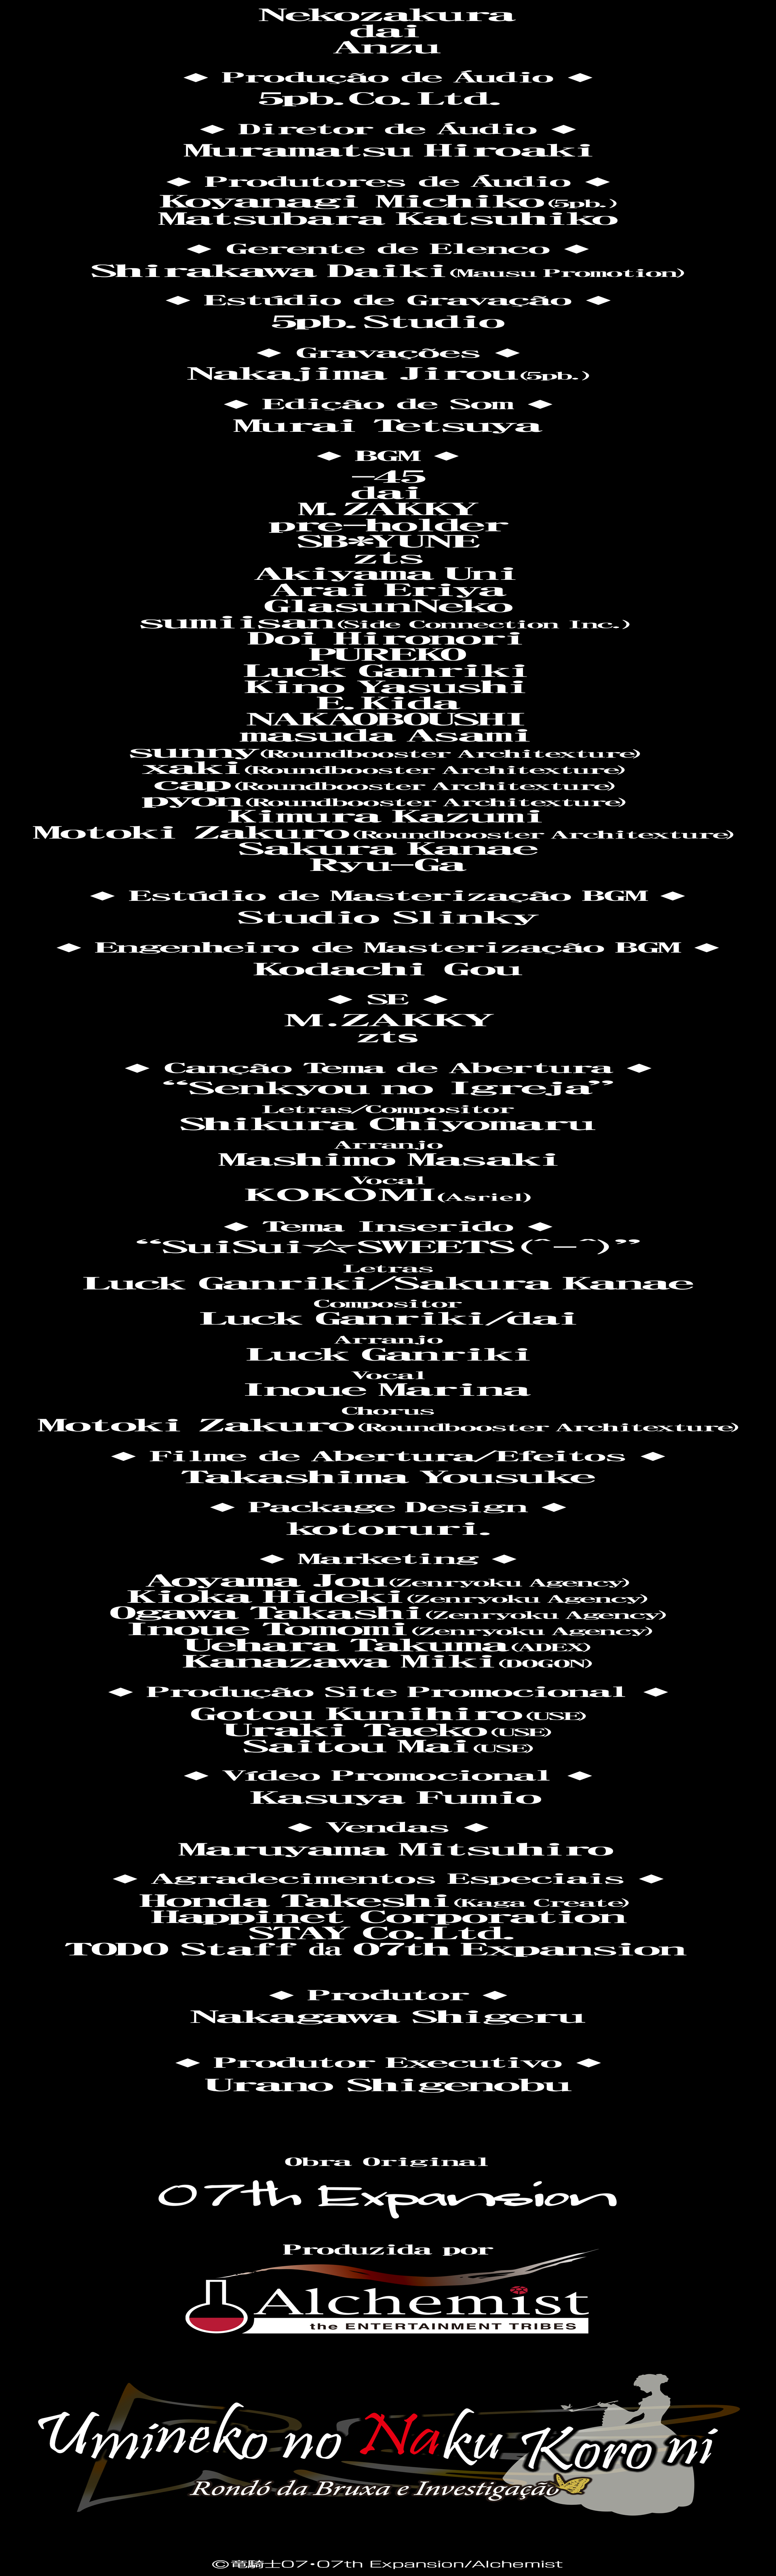 Nekozakura
dai
Anzu
◆ Produção de Áudio ◆
5pb.Co.Ltd.
◆ Diretor de Áudio ◆
Muramatsu Hiroaki
◆ Produtores de Áudio ◆
Koyanagi Michiko(5pb.)
Matsubara Katsuhiko
◆ Gerente de Elenco ◆
Shirakawa Daiki(Mausu Promotion)
◆ Estúdio de Gravação ◆
5pb.Studio
◆ Gravações ◆
Nakajima Jirou(5pb.)
◆ Edição de Som ◆
Murai Tetsuya
◆ BGM ◆
-45
dai
M.ZAKKY
pre-holder
SB*YUNE
zts
Akiyama Uni
Arai Eriya
GlasunNeko
sumiisan(Side Connection Inc.)
Doi Hironori
PUREKO
Luck Ganriki
Kino Yasushi
E.Kida
NAKAOBOUSHI
masuda Asami
sunny(Roundbooster Architexture)
xaki(Roundbooster Architexture)
cap(Roundbooster Architexture)
pyon(Roundbooster Architexture)
Kimura Kazumi
Motoki Zakuro(Roundbooster Architexture)
Sakura Kanae
Ryu-Ga
◆ Estúdio de Masterização BGM ◆
Studio Slinky
◆ Engenheiro de Masterização BGM ◆
Kodachi Gou
◆ SE ◆
M.ZAKKY
zts
◆ Canção Tema de Abertura ◆
“Senkyou no Igreja”
Letras/Compositor
Shikura Chiyomaru
Arranjo
Mashimo Masaki
Vocal
KOKOMI(Asriel)
◆ Tema Inserido ◆
“SuiSui☆SWEETS(^-^)”
Letras
Luck Ganriki/Sakura Kanae
Compositor
Luck Ganriki/dai
Arranjo
Luck Ganriki
Vocal
Inoue Marina
Chorus
Motoki Zakuro(Roundbooster Architexture)
◆ Filme de Abertura/Efeitos ◆
Takashima Yousuke
◆ Package Design ◆
kotoruri.
◆ Marketing ◆
Aoyama Jou(Zenryoku Agency)
Kioka Hideki(Zenryoku Agency)
Ogawa Takashi(Zenryoku Agency)
Inoue Tomomi(Zenryoku Agency)
Uehara Takuma(ADEX)
Kanazawa Miki(DOGON)
◆ Produção Site Promocional ◆
Gotou Kunihiro(USE)
Uraki Taeko(USE)
Saitou Mai(USE)
◆ Vídeo Promocional ◆
Kasuya Fumio
◆ Vendas ◆
Maruyama Mitsuhiro
◆ Agradecimentos Especiais ◆
Honda Takeshi(Kaga Create)
Happinet Corporation
STAY Co.Ltd.
TODO Staff da 07th Expansion
◆ Produtor ◆
Nakagawa Shigeru
◆ Produtor Executivo ◆
Urano Shigenobu
Obra Original
07th Expansion
Produzida por
Alchemist
the ENTERTAINMENT TRIBES
Umineko no Naku Koro ni
Rondó da Bruxa e Investigação
©竜騎士07・07th Expansion/Alchemist